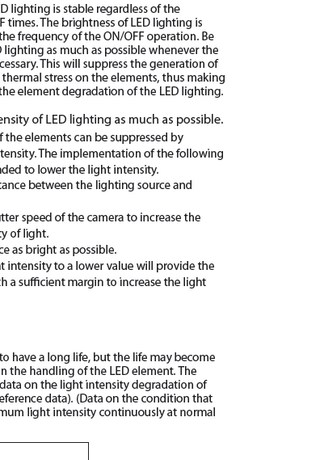 D lighting is stable regardless of the
F times. The brightness of LED lighting is
the frequency of the ON/OFF operation. Be
lighting as much as possible whenever the
cessary. This will suppress the generation of
thermal stress on the elements, thus making
the element degradation of the LED lighting.
ensity of LED lighting as much as possible.
f the elements can be suppressed by
tensity. The implementation of the following
nded to lower the light intensity.
tance between the lighting source and
utter speed of the camera to increase the
y of light.
ce as bright as possible.
t intensity to a lower value will provide the
h a sufficient margin to increase the light
to have a long life, but the life may become
n the handling of the LED element. The
data on the light intensity degradation of
eference data). (Data on the condition that
mum light intensity continuously at normal